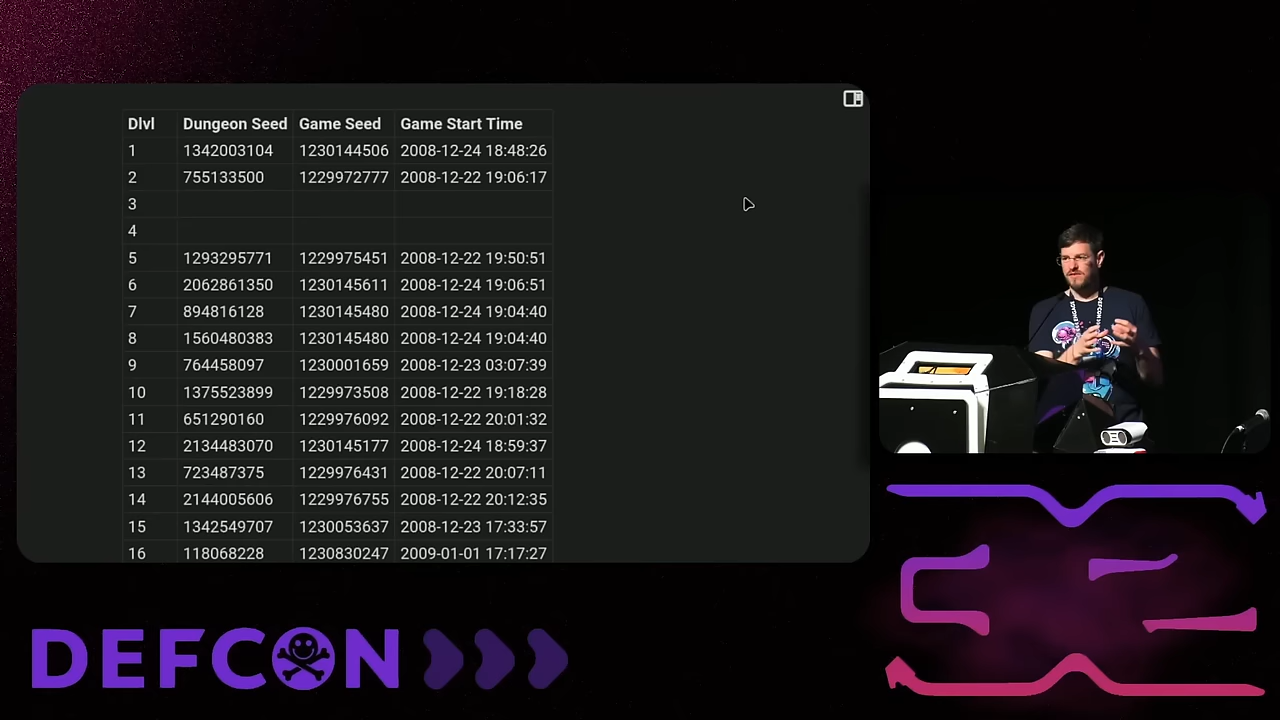 Dlvl Dungeon Seed Game Seed Game Start Time
1 1342003104 1230144506 2008-12-24 18:48:26
2 755133500 1229972777 2008-12-22 19:06:17
3
4
5 1293295771 1229975451 2008-12-22 19:50:51
6 2062861350 1230145611 2008-12-24 19:06:51
7 894816128 1230145480 2008-12-24 19:04:40
8 1560480383 1230145480 2008-12-24 19:04:40
9 764458097 1230001659 2008-12-23 03:07:39
10 1375523899 1229973508 2008-12-22 19:18:28
11 651290160 1229976092 2008-12-22 20:01:32
12 2134483070 1230145177 2008-12-24 18:59:37
13 723487375 1229976431 2008-12-22 20:07:11
14 2144005606 1229976755 2008-12-22 20:12:35
15 1342549707 1230053637 2008-12-23 17:33:57
16 118068228 1230830247 2009-01-01 17:17:27
DEFCON